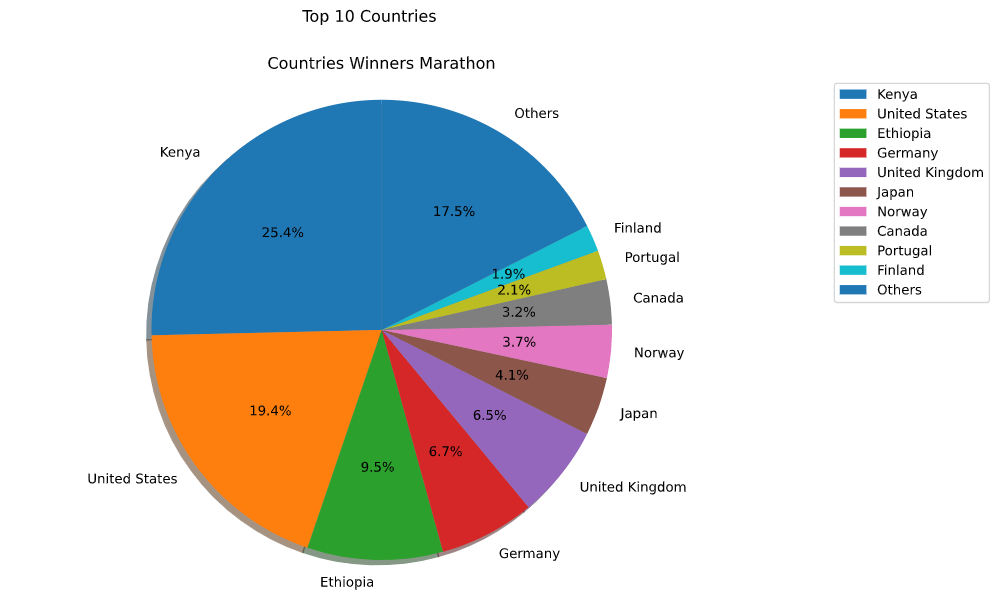 Top 10 Countries
Countries Winners Marathon
Others
Kenya
17.5%
25.4%
Finland
Portugal
1.9%
2.1%
Canada
3.2%
3.7%
Norway
4.1%
19.4%
Japan
6.5%
6.7%
9.5%
United States
United Kingdom
Germany
Ethiopia
Kenya
United States
Ethiopia
Germany
United Kingdom
Japan
Norway
Canada
Portugal
Finland
Others